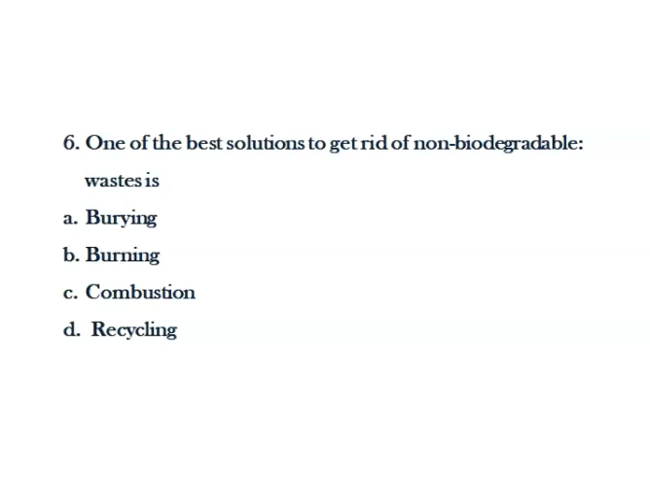 6. One of the best solutions to get rid of non-biodegradable:
wastes is
a. Burying
b. Burning
c. Combustion
d. Recycling